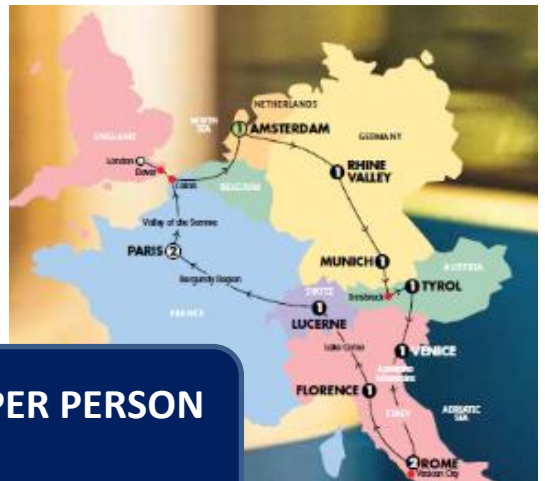 NETHERLANDS
NORTH
SEA
1 AMSTERDAM
ENGLAND
GERMANY
London
Dover
Calais
BELGIUM
1
RHINE
VALLEY
Valley of the Somme
PARIS 2
MUNICH 1
AUSTRIA
Innsbruck
1 TYROL
Burgundy Region
SWITZ
1
LUCERNE
FRANCE
Lake Como
1 VENICE
Apennine
Mountains
FLORENCE 1
ITALY
ADRIATIC
SEA
2 ROME
Vatican City
PER PERSON